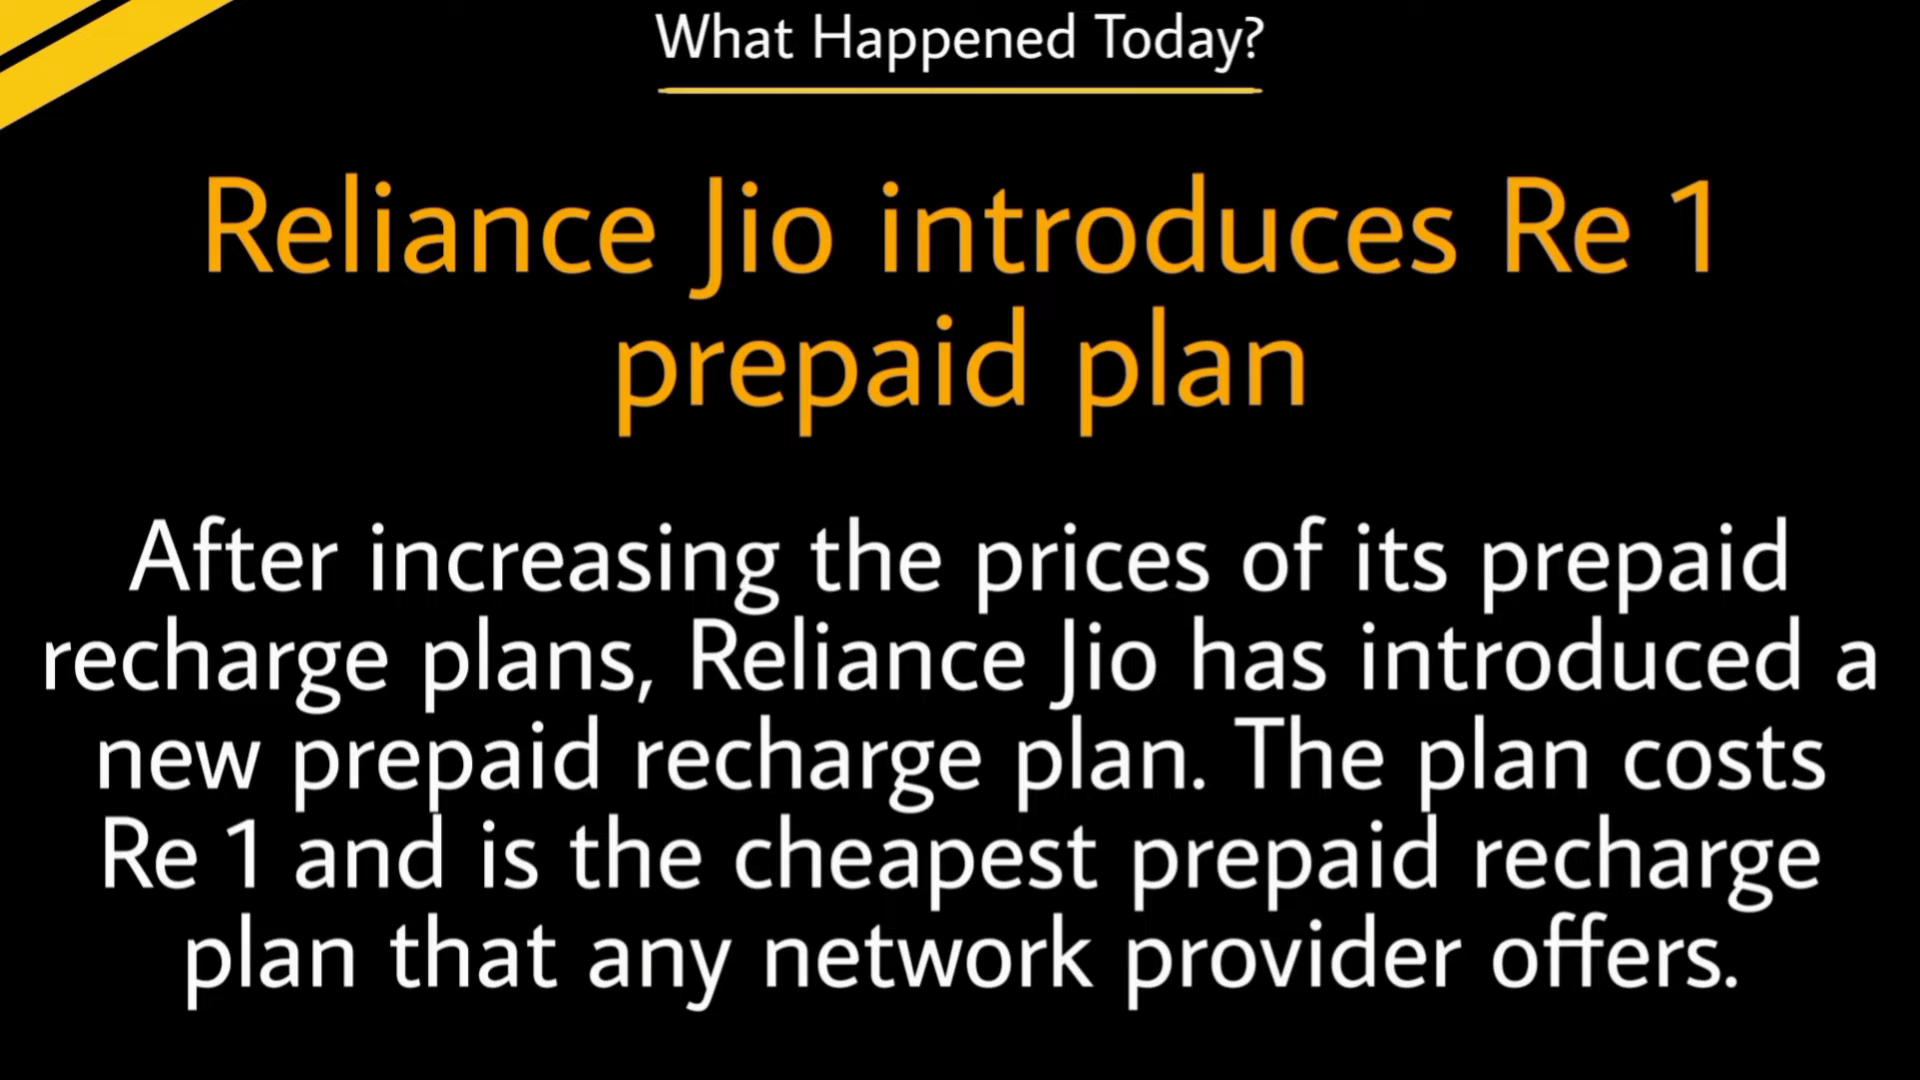 What Happened Today?
Reliance Jio introduces Re 1
prepaid plan
After increasing the prices of its prepaid
recharge plans, Reliance Jio has introduced a
new prepaid recharge plan. The plan costs
Re 1 and is the cheapest prepaid recharge
plan that any network provider offers.